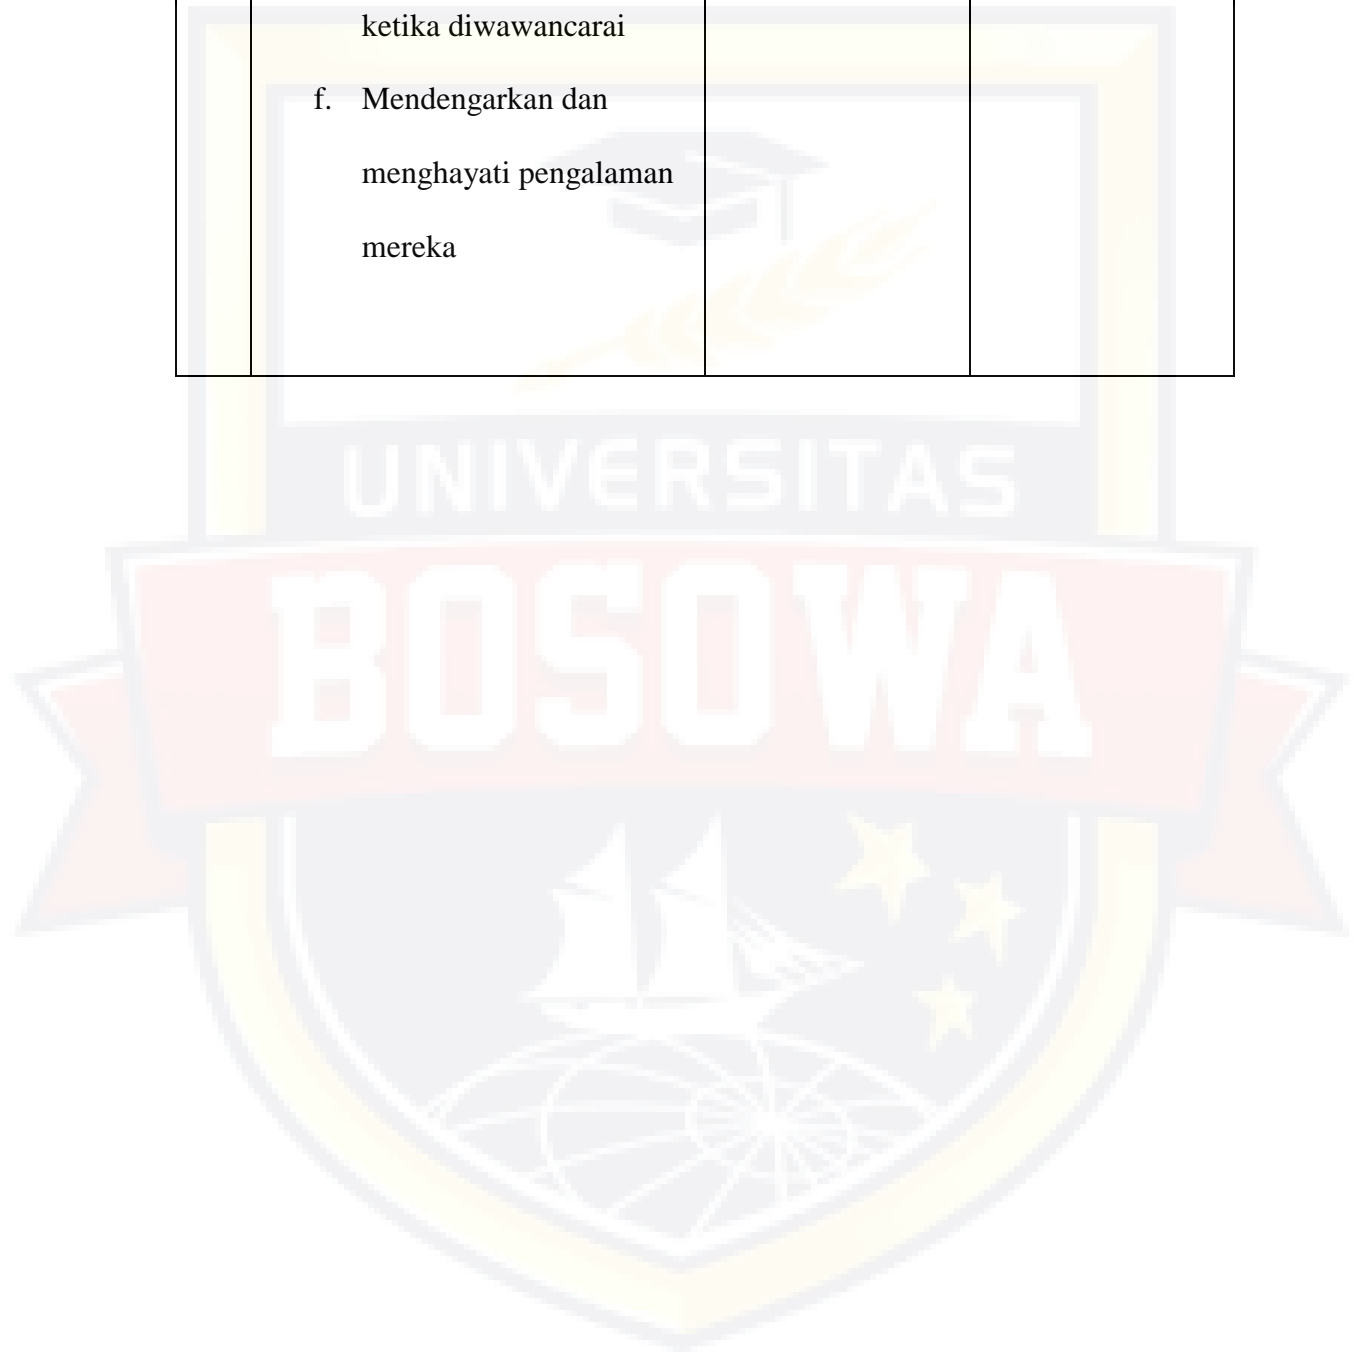 ketika diwawancarai
f. Mendengarkan dan
menghayati pengalaman
mereka
UNIVERSITAS
BOSOWA